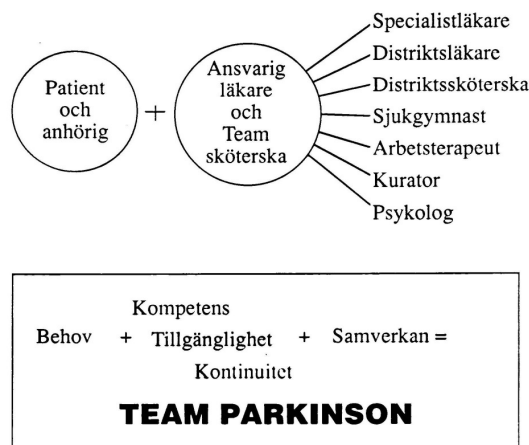 Patient
och
anhörig
+
Ansvarig
läkare
och
Team
sköterska
Specialistläkare
Distriktsläkare
Distriktssköterska
Sjukgymnast
Arbetsterapeut
Kurator
Psykolog
Kompetens
Behov + Tillgänglighet + Samverkan =
Kontinuitet
TEAM PARKINSON